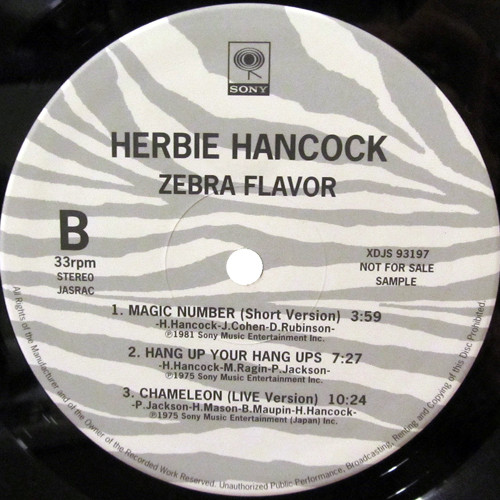 SONY
HERBIE HANCOCK
ZEBRA FLAVOR
B
33rpm
STEREO
JASRAC
XDJS 93197
NOT FOR SALE
SAMPLE
1. MAGIC NUMBER (Short Version) 3:59
-H.Hancock-J.Cohen-D.Rubinson-
℗1981 Sony Music Entertainment Inc.
2. HANG UP YOUR HANG UPS 7:27
-H.Hancock-M.Ragin-P.Jackson-
℗1975 Sony Music Entertainment Inc.
3. CHAMELEON (LIVE Version) 10:24
-P.Jackson-H.Mason-B.Maupin-H.Hancock-
℗1975 Sony Music Entertainment (Japan) Inc.
All Rights of the Manufacturer and of the Owner of the Recorded Work Reserved. Unauthorized Public Performance, Broadcasting, Renting and Copying of this Disc Prohibited.